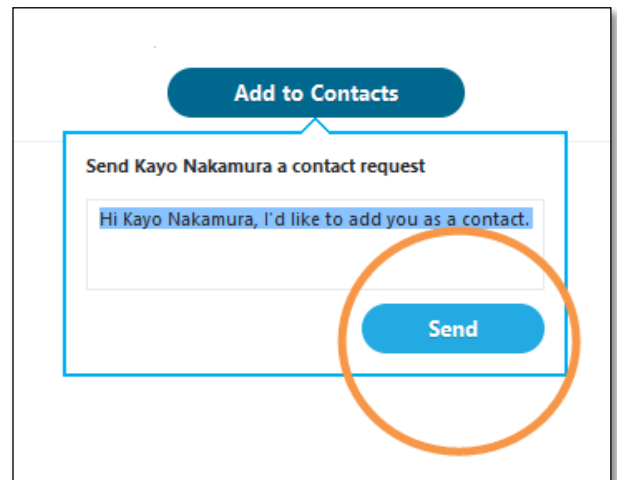 Add to Contacts
Send Kayo Nakamura a contact request
Hi Kayo Nakamura, I'd like to add you as a contact.
Send